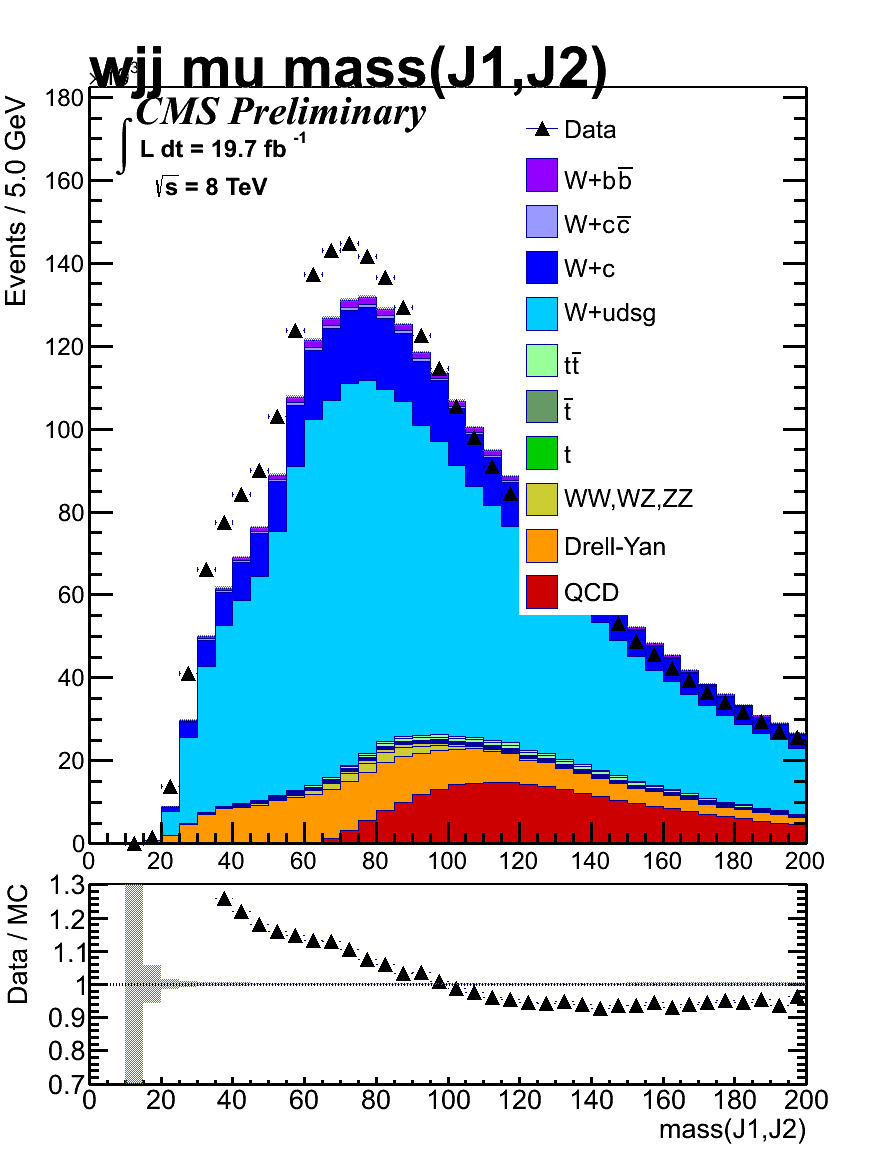 wjj mu mass(J1,J2)
CMS Preliminary
∫ L dt = 19.7 fb⁻¹
√s = 8 TeV
Events / 5.0 GeV
180
160
140
120
100
80
60
40
20
0
Data
W+bb̅
W+cc̅
W+c
W+udsg
tt̅
t̅
t
WW,WZ,ZZ
Drell-Yan
QCD
0 20 40 60 80 100 120 140 160 180 200
Data / MC
1.3
1.2
1.1
1
0.9
0.8
0.7
0 20 40 60 80 100 120 140 160 180 200
mass(J1,J2)